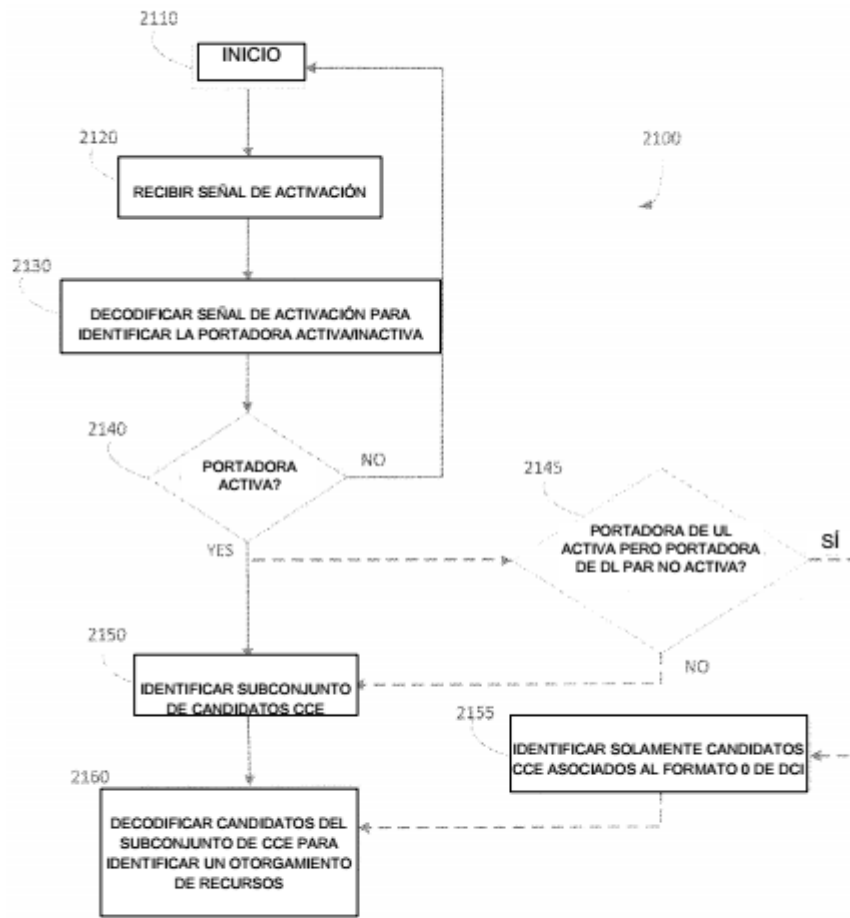 2110
INICIO
2120
2100
RECIBIR SEÑAL DE ACTIVACIÓN
2130
DECODIFICAR SEÑAL DE ACTIVACIÓN PARA
IDENTIFICAR LA PORTADORA ACTIVA/INACTIVA
2140
PORTADORA
ACTIVA?
NO
2145
PORTADORA DE UL
ACTIVA PERO PORTADORA
DE DL PAR NO ACTIVA?
SÍ
YES
NO
2150
IDENTIFICAR SUBCONJUNTO
DE CANDIDATOS CCE
2155
IDENTIFICAR SOLAMENTE CANDIDATOS
CCE ASOCIADOS AL FORMATO 0 DE DCI
2160
DECODIFICAR CANDIDATOS DEL
SUBCONJUNTO DE CCE PARA
IDENTIFICAR UN OTORGAMIENTO
DE RECURSOS